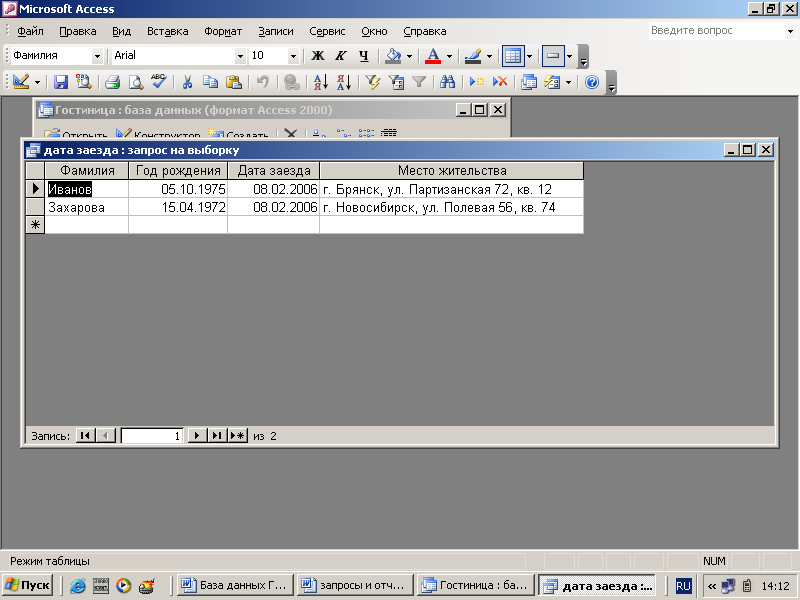 Microsoft Access
Файл Правка Вид Вставка Формат Записи Сервис Окно Справка Введите вопрос
Фамилия Arial 10 Ж К Ч А
Гостиница : база данных (формат Access 2000)
Открыть Конструктор Создать
дата заезда : запрос на выборку
Фамилия Год рождения Дата заезда Место жительства
Иванов 05.10.1975 08.02.2006 г. Брянск, ул. Партизанская 72, кв. 12
Захарова 15.04.1972 08.02.2006 г. Новосибирск, ул. Полевая 56, кв. 74
Запись: 1 из 2
Режим таблицы NUM
Пуск База данных Г... запросы и отч... Гостиница : ба... дата заезда :... RU « 14:12